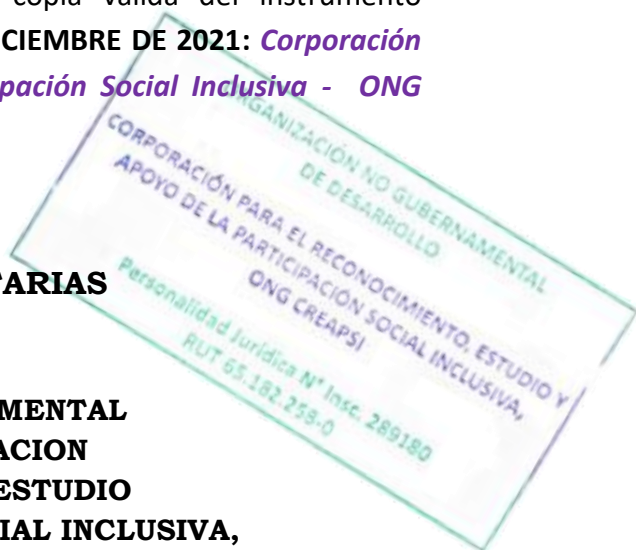 copia válida del instrumento
CIEMBRE DE 2021: Corporación
pación Social Inclusiva - ONG
TARIAS
MENTAL
ACION
ESTUDIO
IAL INCLUSIVA,
ORGANIZACIÓN NO GUBERNAMENTAL
DE DESARROLLO
CORPORACIÓN PARA EL RECONOCIMIENTO, ESTUDIO Y
APOYO DE LA PARTICIPACIÓN SOCIAL INCLUSIVA,
ONG CREAPSI
Personalidad Jurídica N° Insc. 289180
RUT 65.182.258-0